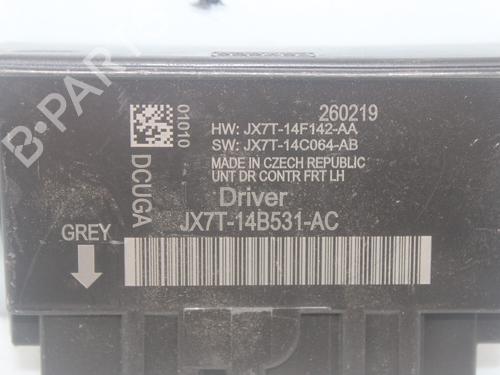 260219
01010
HW: JX7T-14F142-AA
SW: JX7T-14C064-AB
MADE IN CZECH REPUBLIC
UNT DR CONTR FRT LH
DCUGA
Driver
JX7T-14B531-AC
GREY
B-PARTS